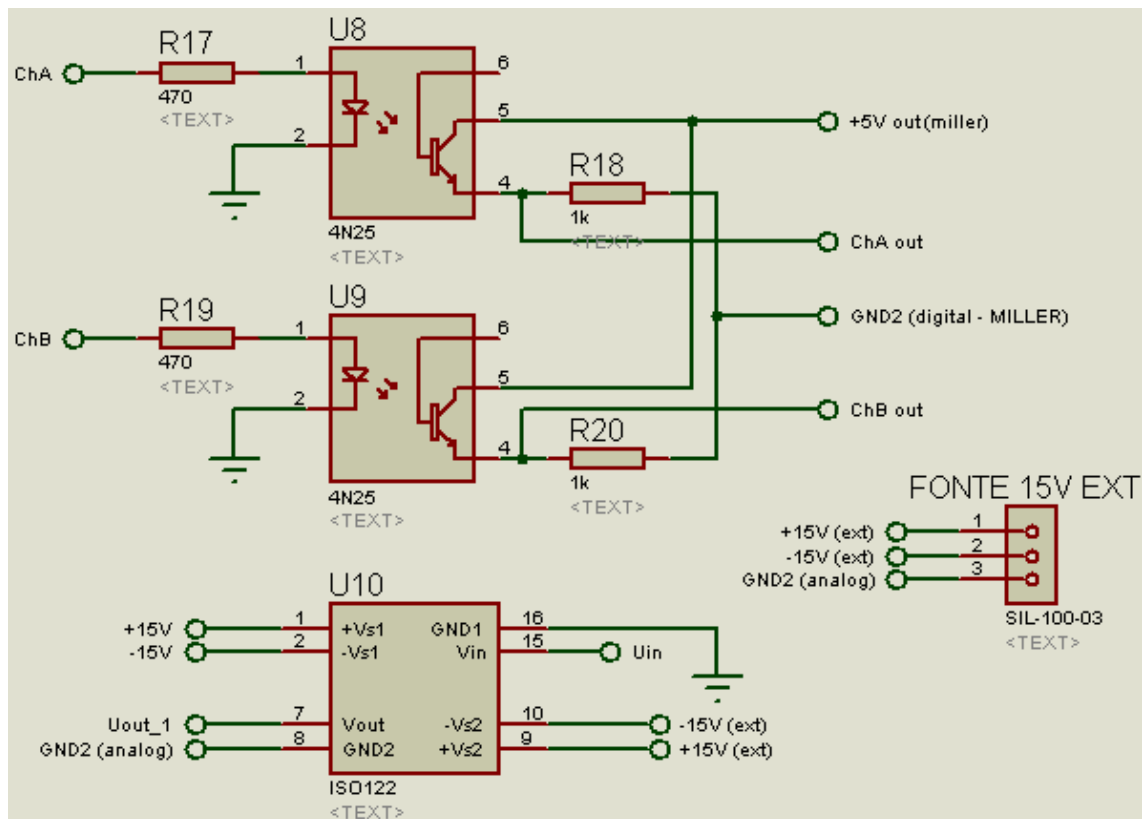 U8
R17
ChA
1
6
470
<TEXT>
5
+5V out(miller)
2
R18
4
1k
4N25
<TEXT>
ChA out
<TEXT>
U9
R19
GND2 (digital - MILLER)
ChB
1
6
470
<TEXT>
5
2
ChB out
R20
4
1k
4N25
<TEXT>
<TEXT>
FONTE 15V EXT
+15V (ext)
1
-15V (ext)
2
GND2 (analog)
3
SIL-100-03
<TEXT>
U10
+15V
1
+Vs1
GND1
16
-15V
2
-Vs1
Vin
15
Uin
Uout_1
7
Vout
-Vs2
10
-15V (ext)
GND2 (analog)
8
GND2
+Vs2
9
+15V (ext)
ISO122
<TEXT>